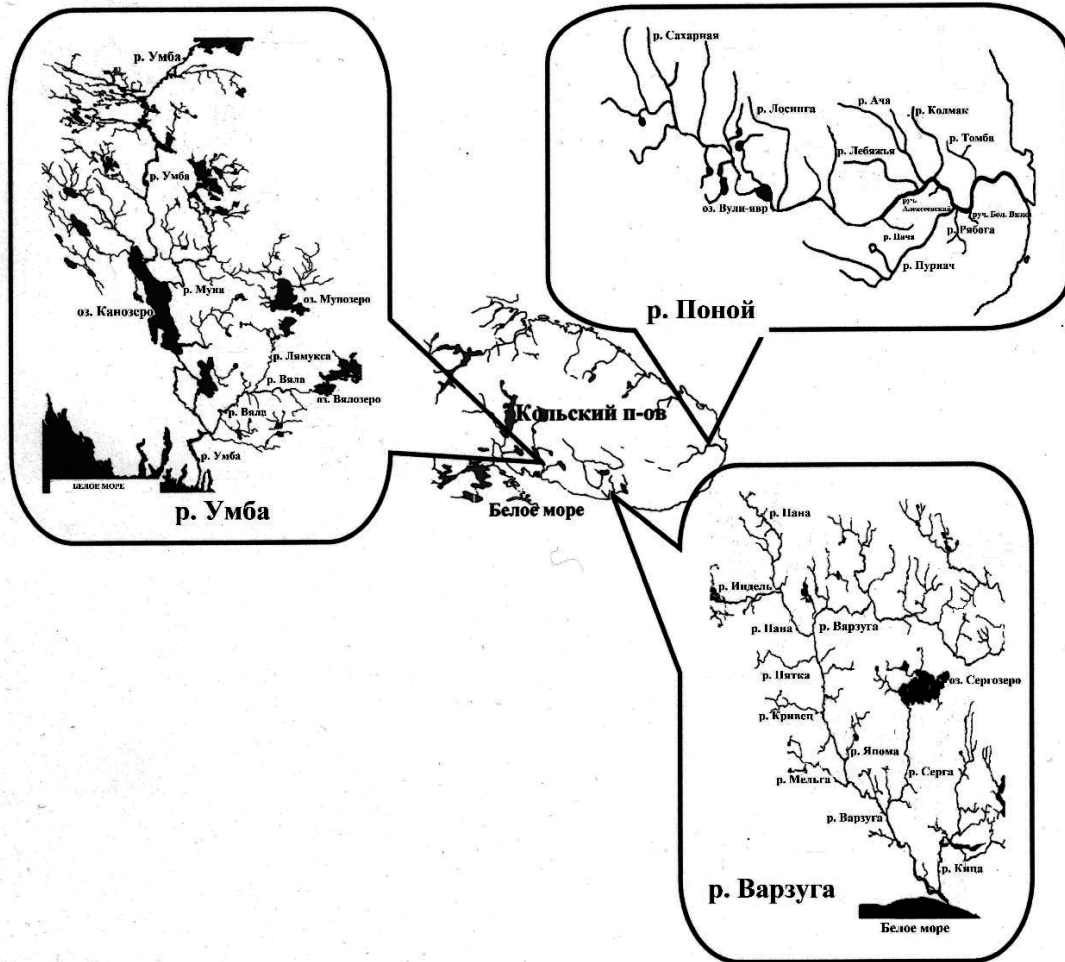 р. Умба
р. Умба
р. Муна
оз. Мунозеро
оз. Канозеро
р. Лямукса
р. Вяла
оз. Вялозеро
р. Вяла
р. Умба
БЕЛОЕ МОРЕ
р. Умба
р. Сахарная
р. Лосинга
р. Ача
р. Колмак
р. Томба
р. Лебяжья
оз. Вули-явр
руч.
Алексеевский
р. Пача
р. Рябога
р. Пурнач
р. Поной
Кольский п-ов
Белое море
р. Пана
р. Индель
р. Пана
р. Варзуга
р. Пятка
оз. Сергозеро
р. Кривец
р. Япома
р. Мельга
р. Серга
р. Варзуга
р. Кица
р. Варзуга
Белое море